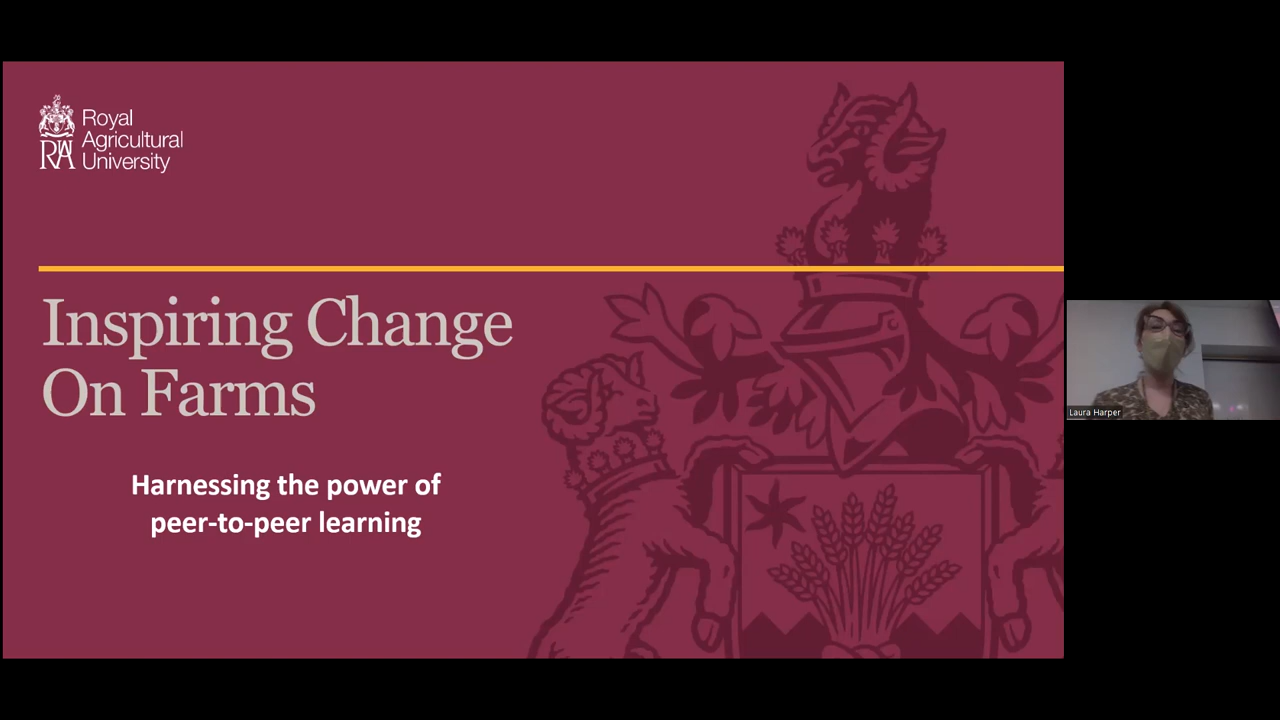 Royal
Agricultural
University
RAU
Inspiring Change
On Farms
Harnessing the power of
peer-to-peer learning
Laura Harper